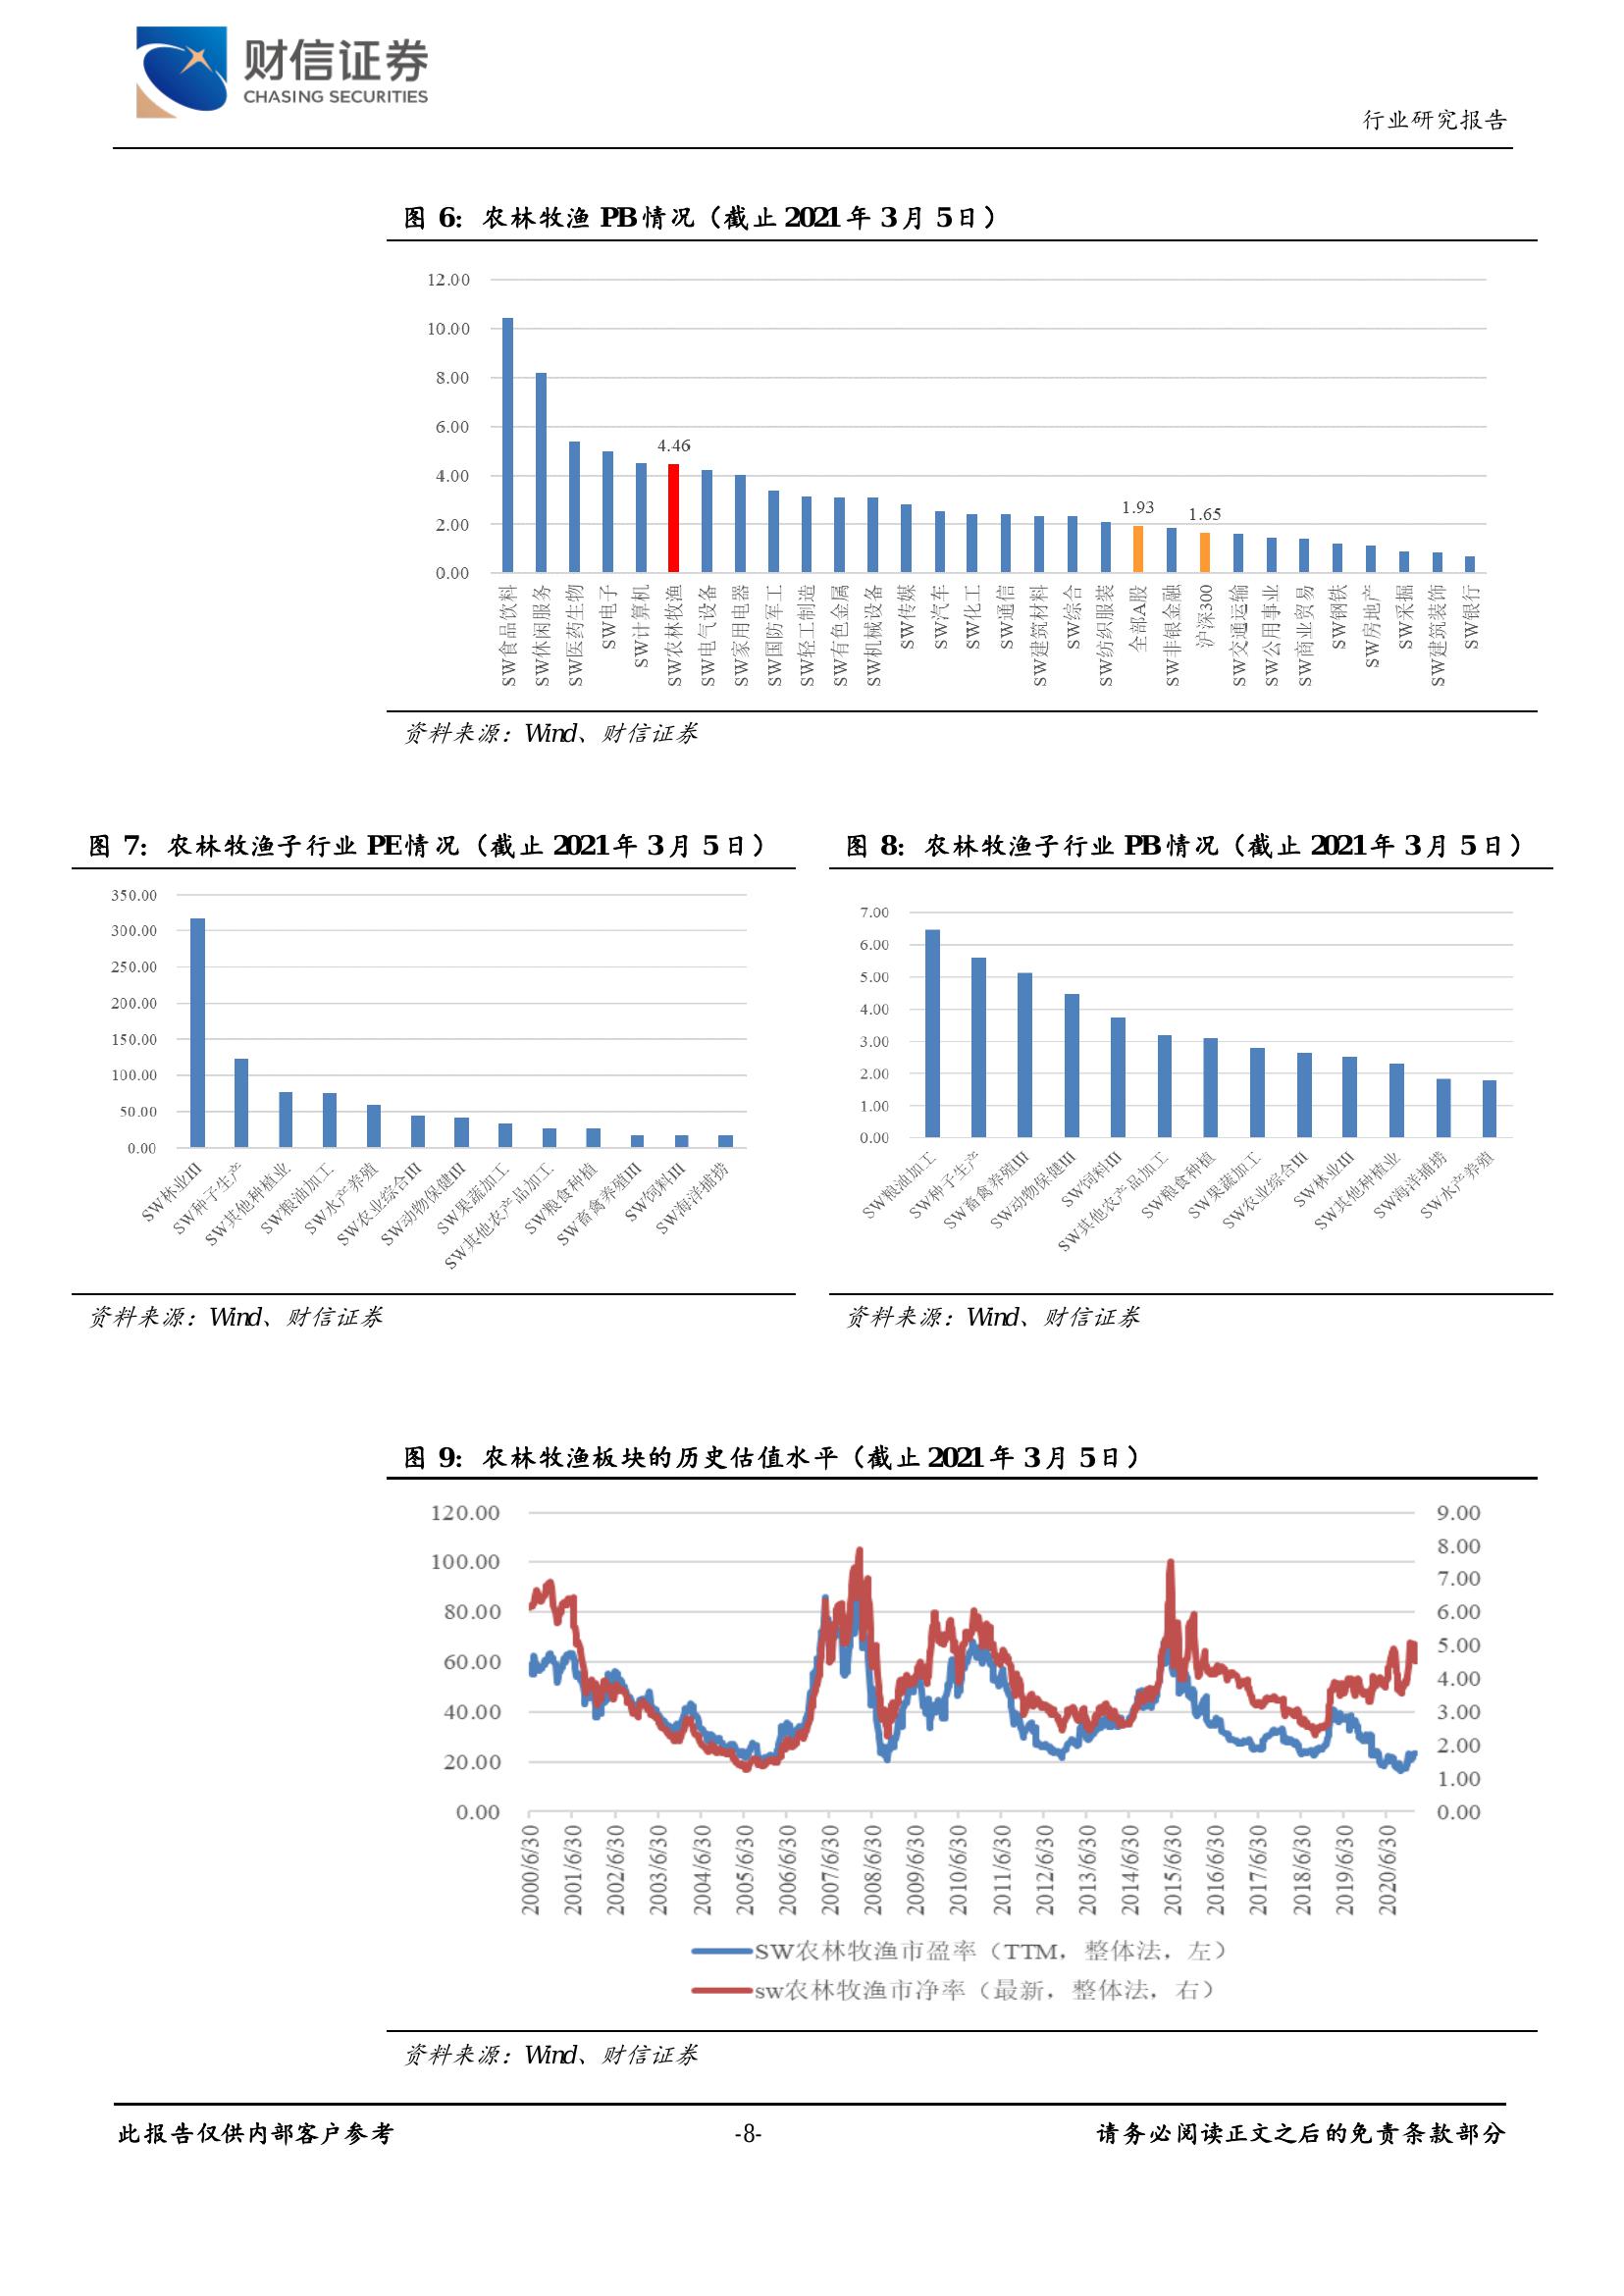 财信证券
CHASING SECURITIES
行业研究报告
图 6：农林牧渔 PB 情况（截止 2021 年 3 月 5 日）
12.00
10.00
8.00
6.00
4.00
2.00
0.00
4.46
1.93
1.65
SW食品饮料
SW休闲服务
SW医药生物
SW电子
SW计算机
SW农林牧渔
SW电气设备
SW家用电器
SW国防军工
SW轻工制造
SW有色金属
SW机械设备
SW传媒
SW汽车
SW化工
SW通信
SW建筑材料
SW综合
SW纺织服装
全部A股
SW非银金融
沪深300
SW交通运输
SW公用事业
SW商业贸易
SW钢铁
SW房地产
SW采掘
SW建筑装饰
SW银行
资料来源：Wind、财信证券
图 7：农林牧渔子行业 PE 情况（截止 2021 年 3 月 5 日）
350.00
300.00
250.00
200.00
150.00
100.00
50.00
0.00
SW林业III
SW种子生产
SW其他种植业
SW粮油加工
SW水产养殖
SW农业综合III
SW动物保健III
SW果蔬加工
SW其他农产品加工
SW粮食种植
SW畜禽养殖III
SW饲料III
SW海洋捕捞
资料来源：Wind、财信证券
图 8：农林牧渔子行业 PB 情况（截止 2021 年 3 月 5 日）
7.00
6.00
5.00
4.00
3.00
2.00
1.00
0.00
SW粮油加工
SW种子生产
SW畜禽养殖III
SW动物保健III
SW饲料III
SW其他农产品加工
SW粮食种植
SW果蔬加工
SW农业综合III
SW林业III
SW其他种植业
SW海洋捕捞
SW水产养殖
资料来源：Wind、财信证券
图 9：农林牧渔板块的历史估值水平（截止 2021 年 3 月 5 日）
120.00
100.00
80.00
60.00
40.00
20.00
0.00
9.00
8.00
7.00
6.00
5.00
4.00
3.00
2.00
1.00
0.00
2000/6/30
2001/6/30
2002/6/30
2003/6/30
2004/6/30
2005/6/30
2006/6/30
2007/6/30
2008/6/30
2009/6/30
2010/6/30
2011/6/30
2012/6/30
2013/6/30
2014/6/30
2015/6/30
2016/6/30
2017/6/30
2018/6/30
2019/6/30
2020/6/30
SW农林牧渔市盈率（TTM，整体法，左）
sw农林牧渔市净率（最新，整体法，右）
资料来源：Wind、财信证券
此报告仅供内部客户参考
-8-
请务必阅读正文之后的免责条款部分